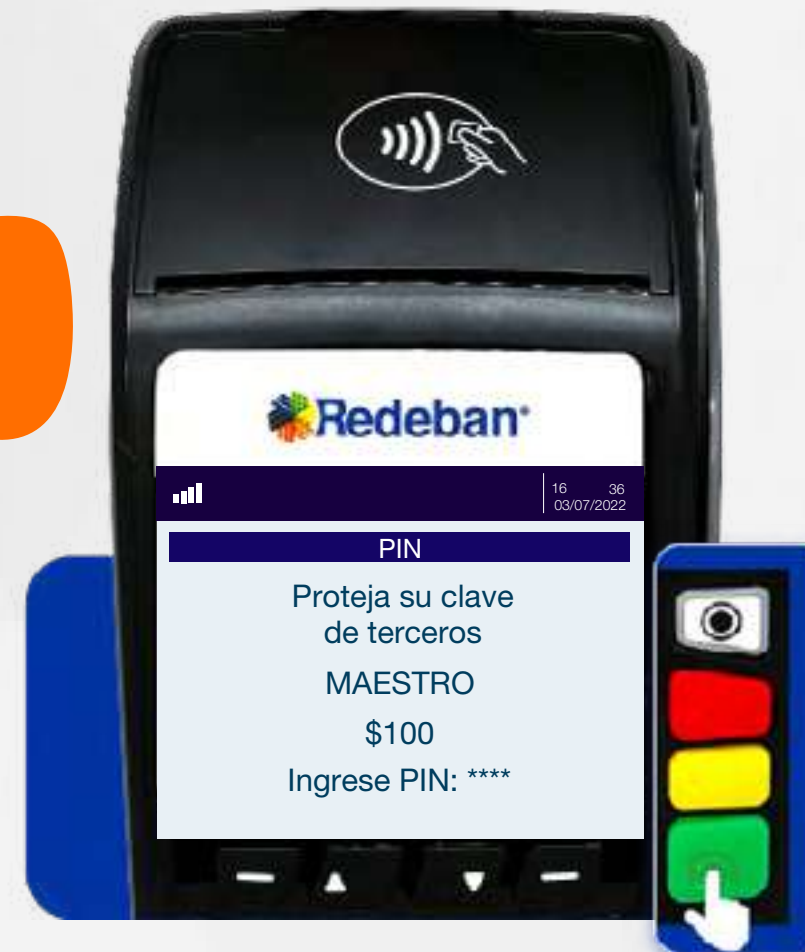 Redeban
16 36
03/07/2022
PIN
Proteja su clave
de terceros
MAESTRO
$100
Ingrese PIN: ****